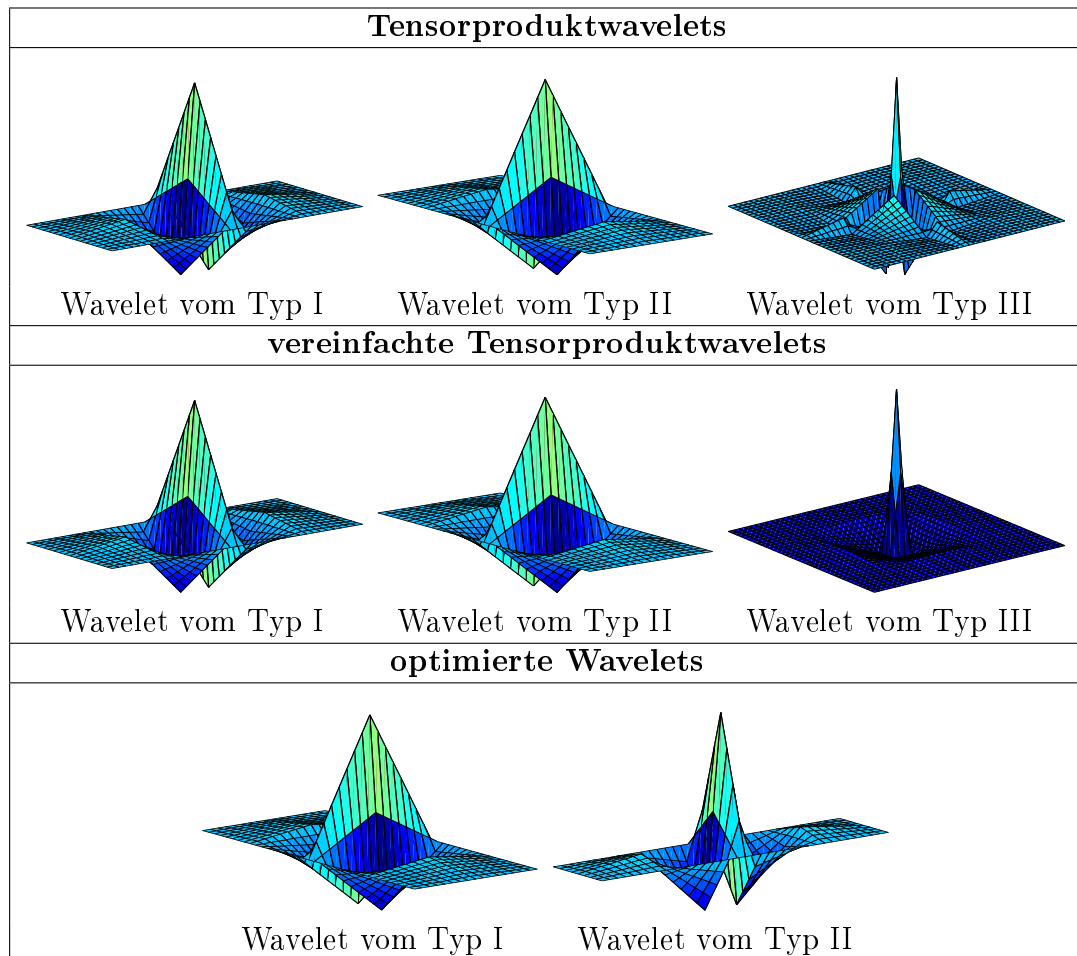 Tensorproduktwavelets
Wavelet vom Typ I Wavelet vom Typ II Wavelet vom Typ III
vereinfachte Tensorproduktwavelets
Wavelet vom Typ I Wavelet vom Typ II Wavelet vom Typ III
optimierte Wavelets
Wavelet vom Typ I Wavelet vom Typ II